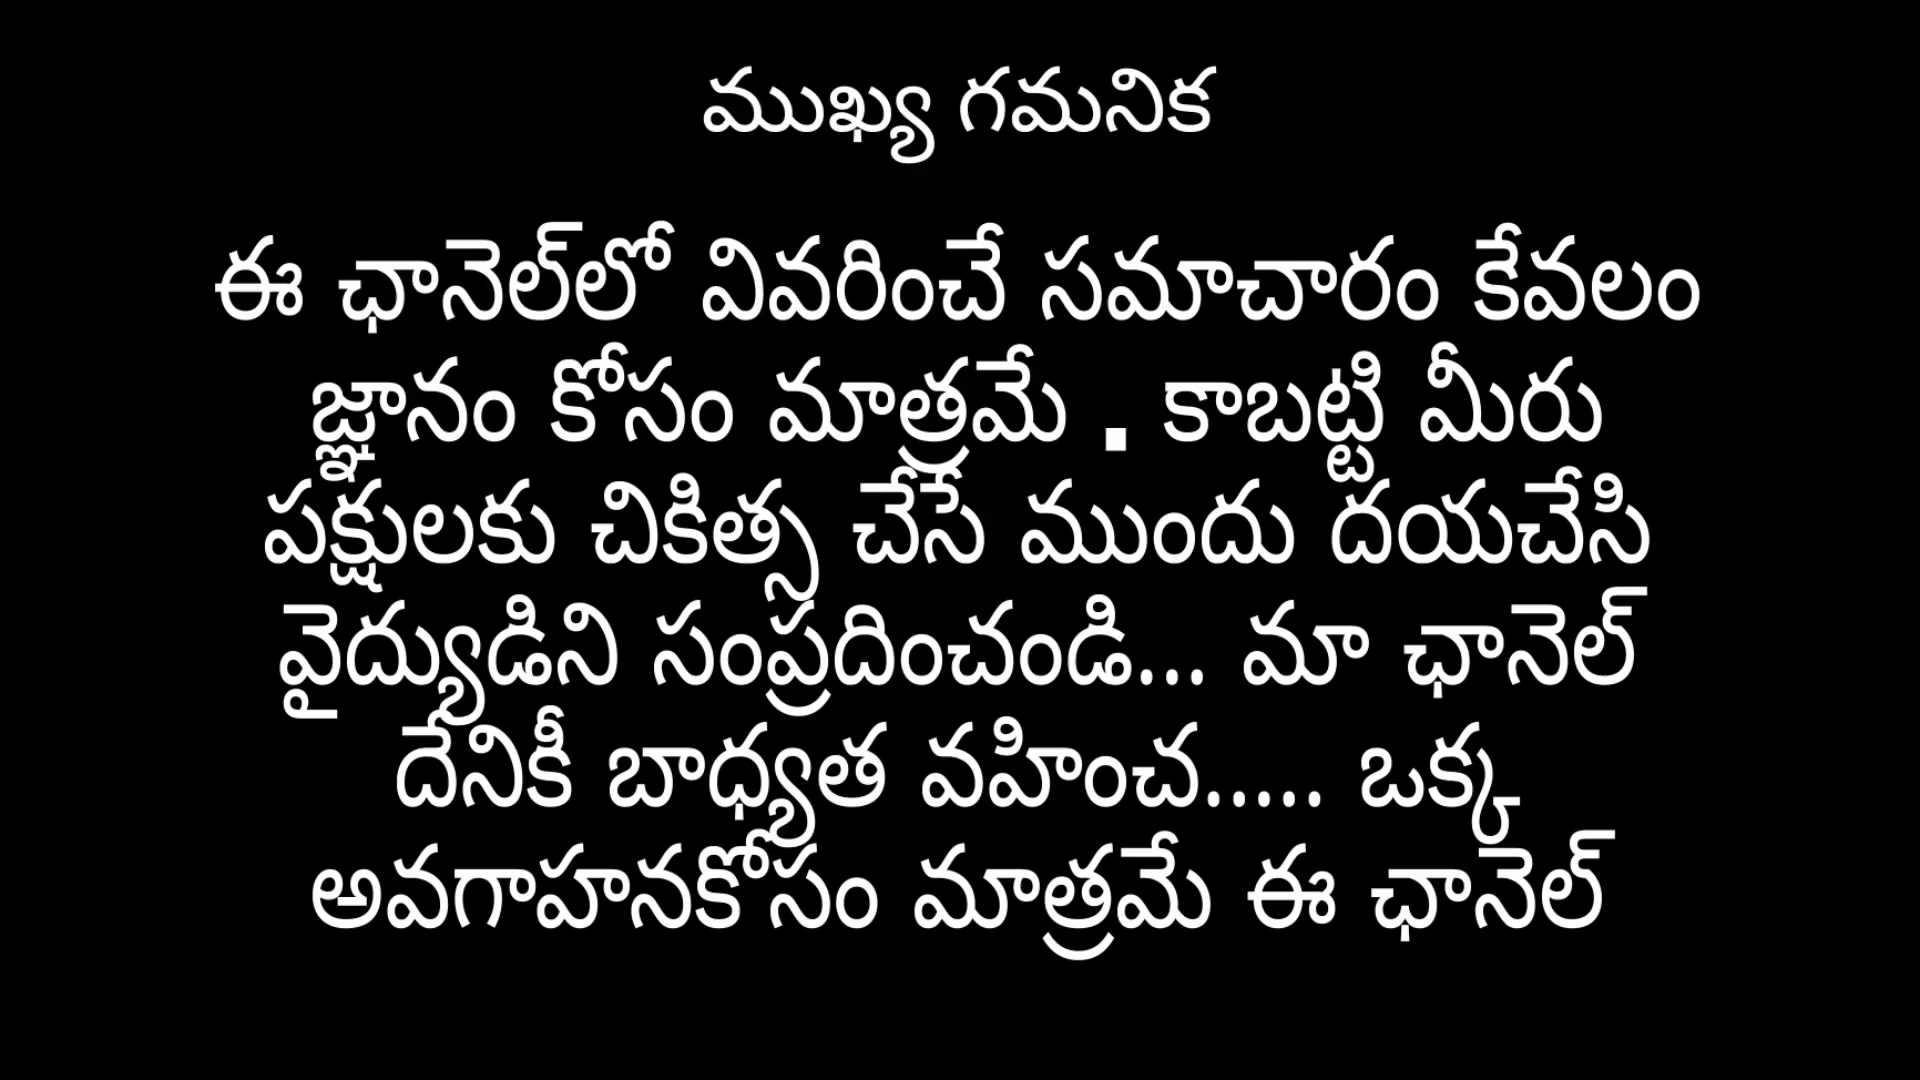 ముఖ్య గమనిక
ఈ ఛానెల్‌లో వివరించే సమాచారం కేవలం
జ్ఞానం కోసం మాత్రమే . కాబట్టి మీరు
పక్షులకు చికిత్స చేసే ముందు దయచేసి
వైద్యుడిని సంప్రదించండి... మా ఛానెల్
దేనికీ బాధ్యత వహించ..... ఒక్క
అవగాహనకోసం మాత్రమే ఈ ఛానెల్